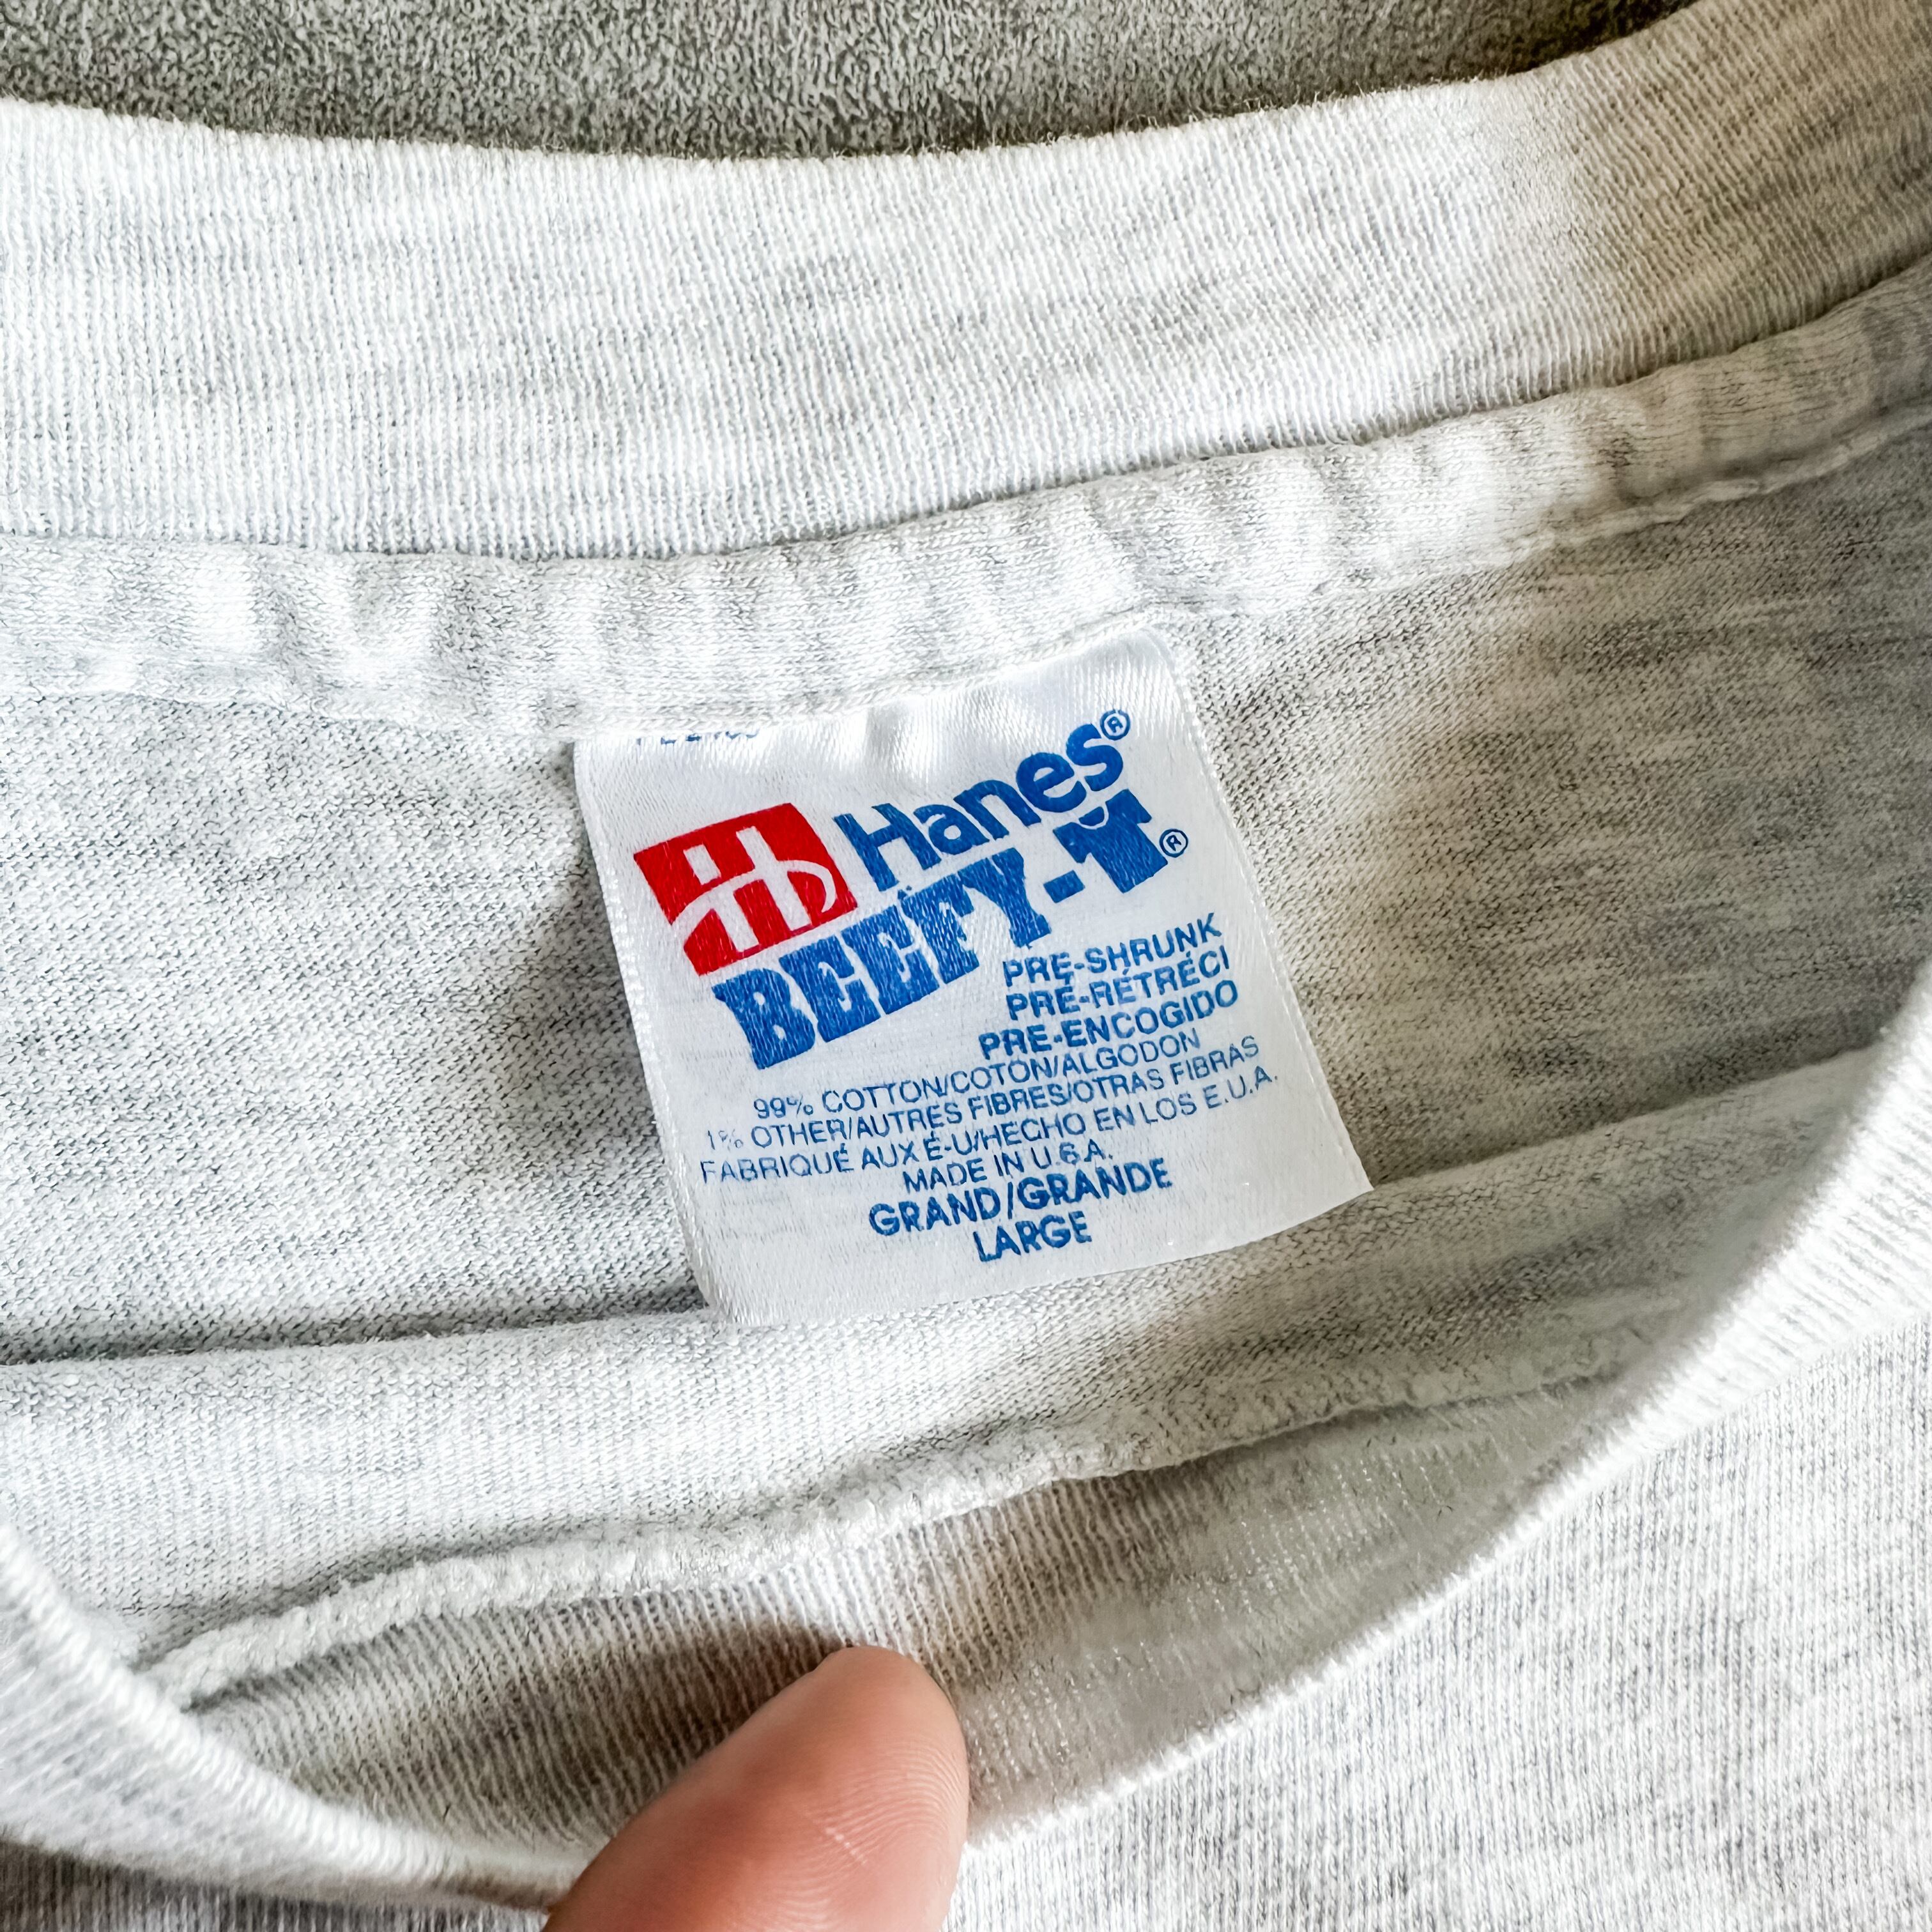 Hanes®
BEEFY-T®
PRE-SHRUNK
PRÉ-RÉTRÉCI
PRE-ENCOGIDO
99% COTTON/COTON/ALGODON
1% OTHER/AUTRES FIBRES/OTRAS FIBRAS
FABRIQUÉ AUX É-U/HECHO EN LOS E.U.A.
MADE IN U.S.A.
GRAND/GRANDE
LARGE